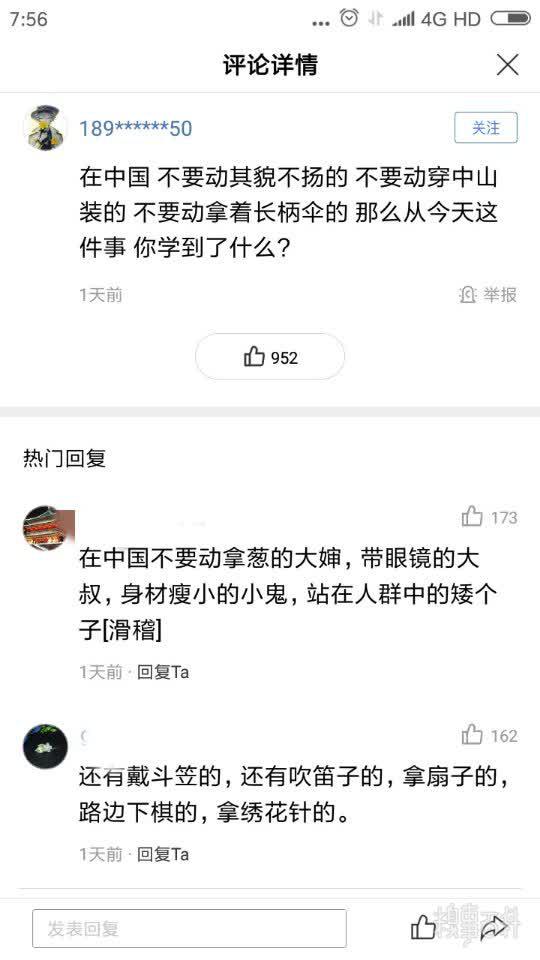 7:56
... 4G HD
评论详情
189******50
关注
在中国 不要动其貌不扬的 不要动穿中山
装的 不要动拿着长柄伞的 那么从今天这
件事 你学到了什么?
1天前
举报
952
热门回复
173
在中国不要动拿葱的大婶，带眼镜的大
叔，身材瘦小的小鬼，站在人群中的矮个
子[滑稽]
1天前 · 回复Ta
162
还有戴斗笠的，还有吹笛子的，拿扇子的，
路边下棋的，拿绣花针的。
1天前 · 回复Ta
发表回复